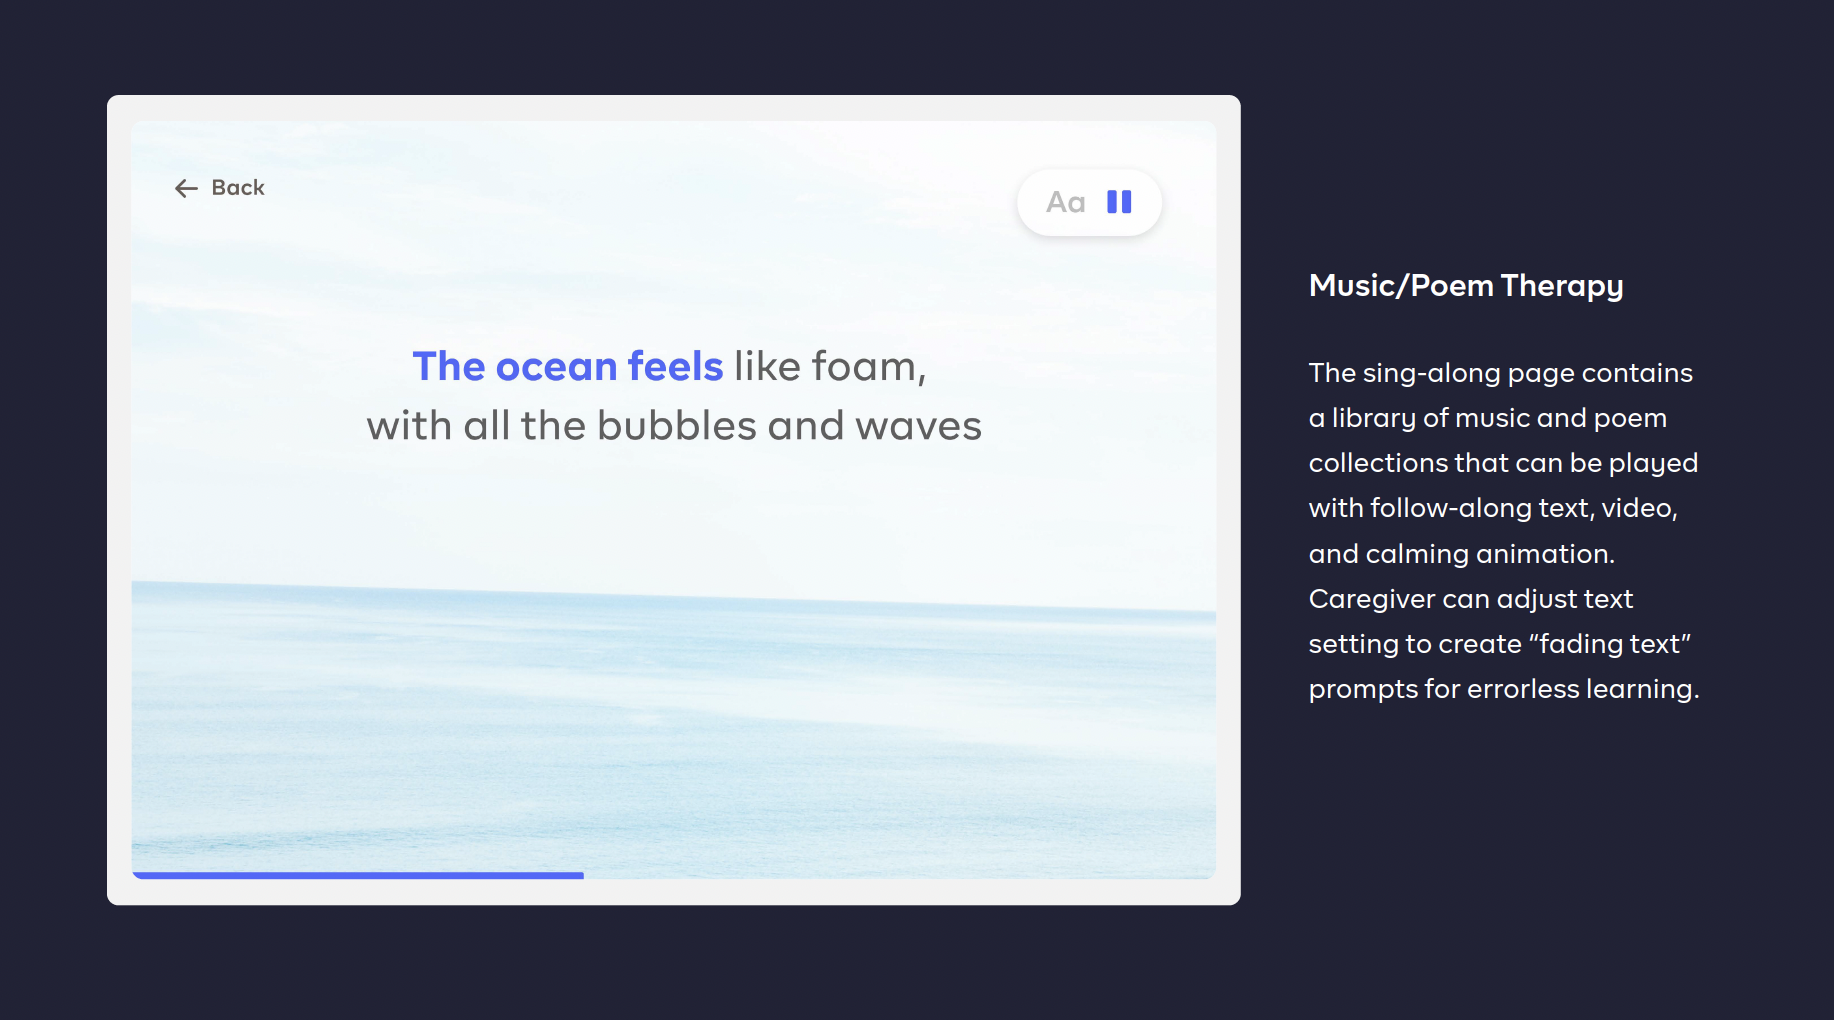 Back
Aa
The ocean feels like foam,
with all the bubbles and waves
Music/Poem Therapy
The sing-along page contains
a library of music and poem
collections that can be played
with follow-along text, video,
and calming animation.
Caregiver can adjust text
setting to create “fading text”
prompts for errorless learning.